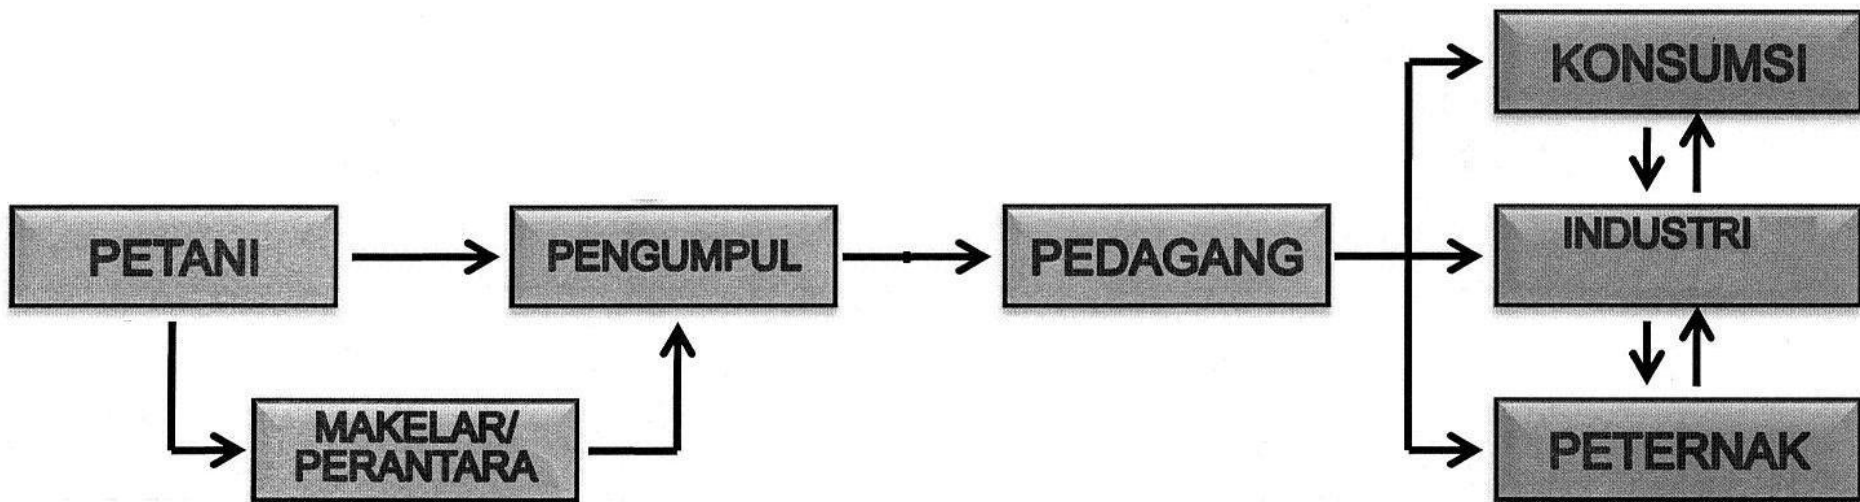 KONSUMSI
PETANI
PENGUMPUL
PEDAGANG
INDUSTRI
MAKELAR/
PERANTARA
PETERNAK